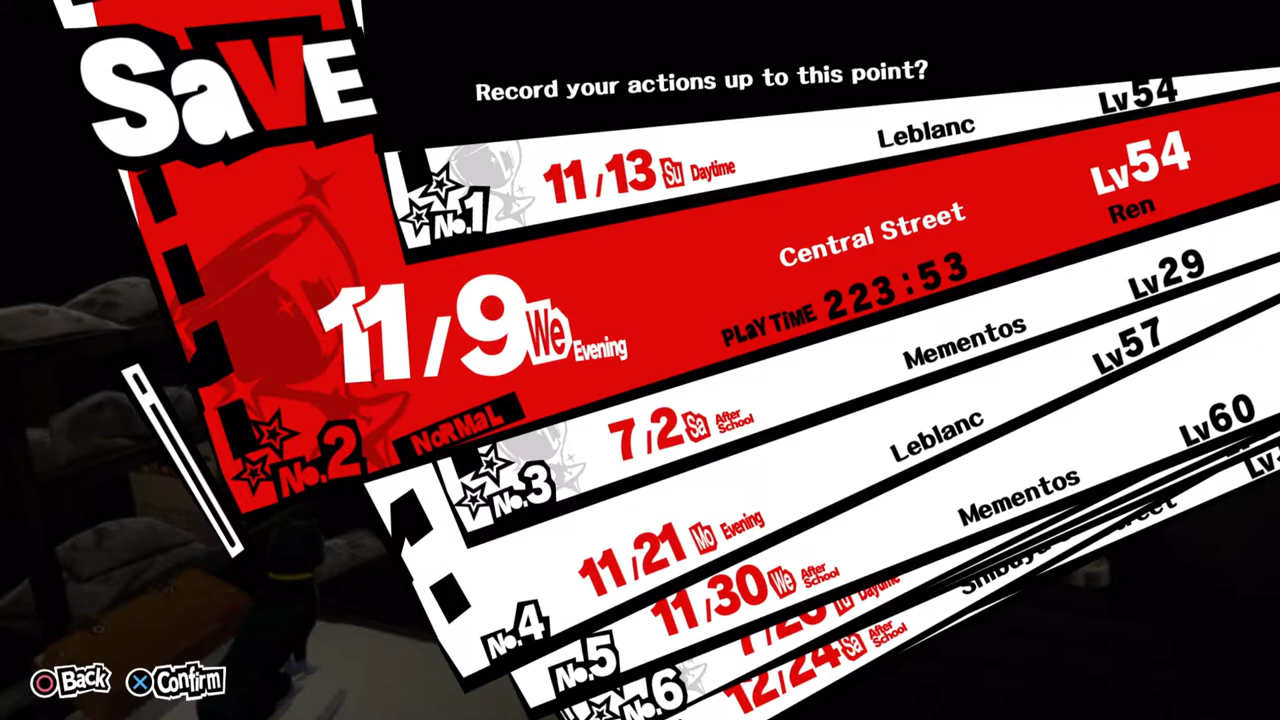 SaVE
Record your actions up to this point?
No.1 11/13 Su Daytime Leblanc Lv54
No.2 11/9 We Evening Central Street Lv54
NoRMaL PLaY TiME 223:53 Ren
No.3 7/2 Sa After School Mementos Lv29
No.4 11/21 Mo Evening Leblanc Lv57
No.5 11/30 We After School Mementos Lv60
No.6 Daytime
12/24 Sa After School
Back Confirm